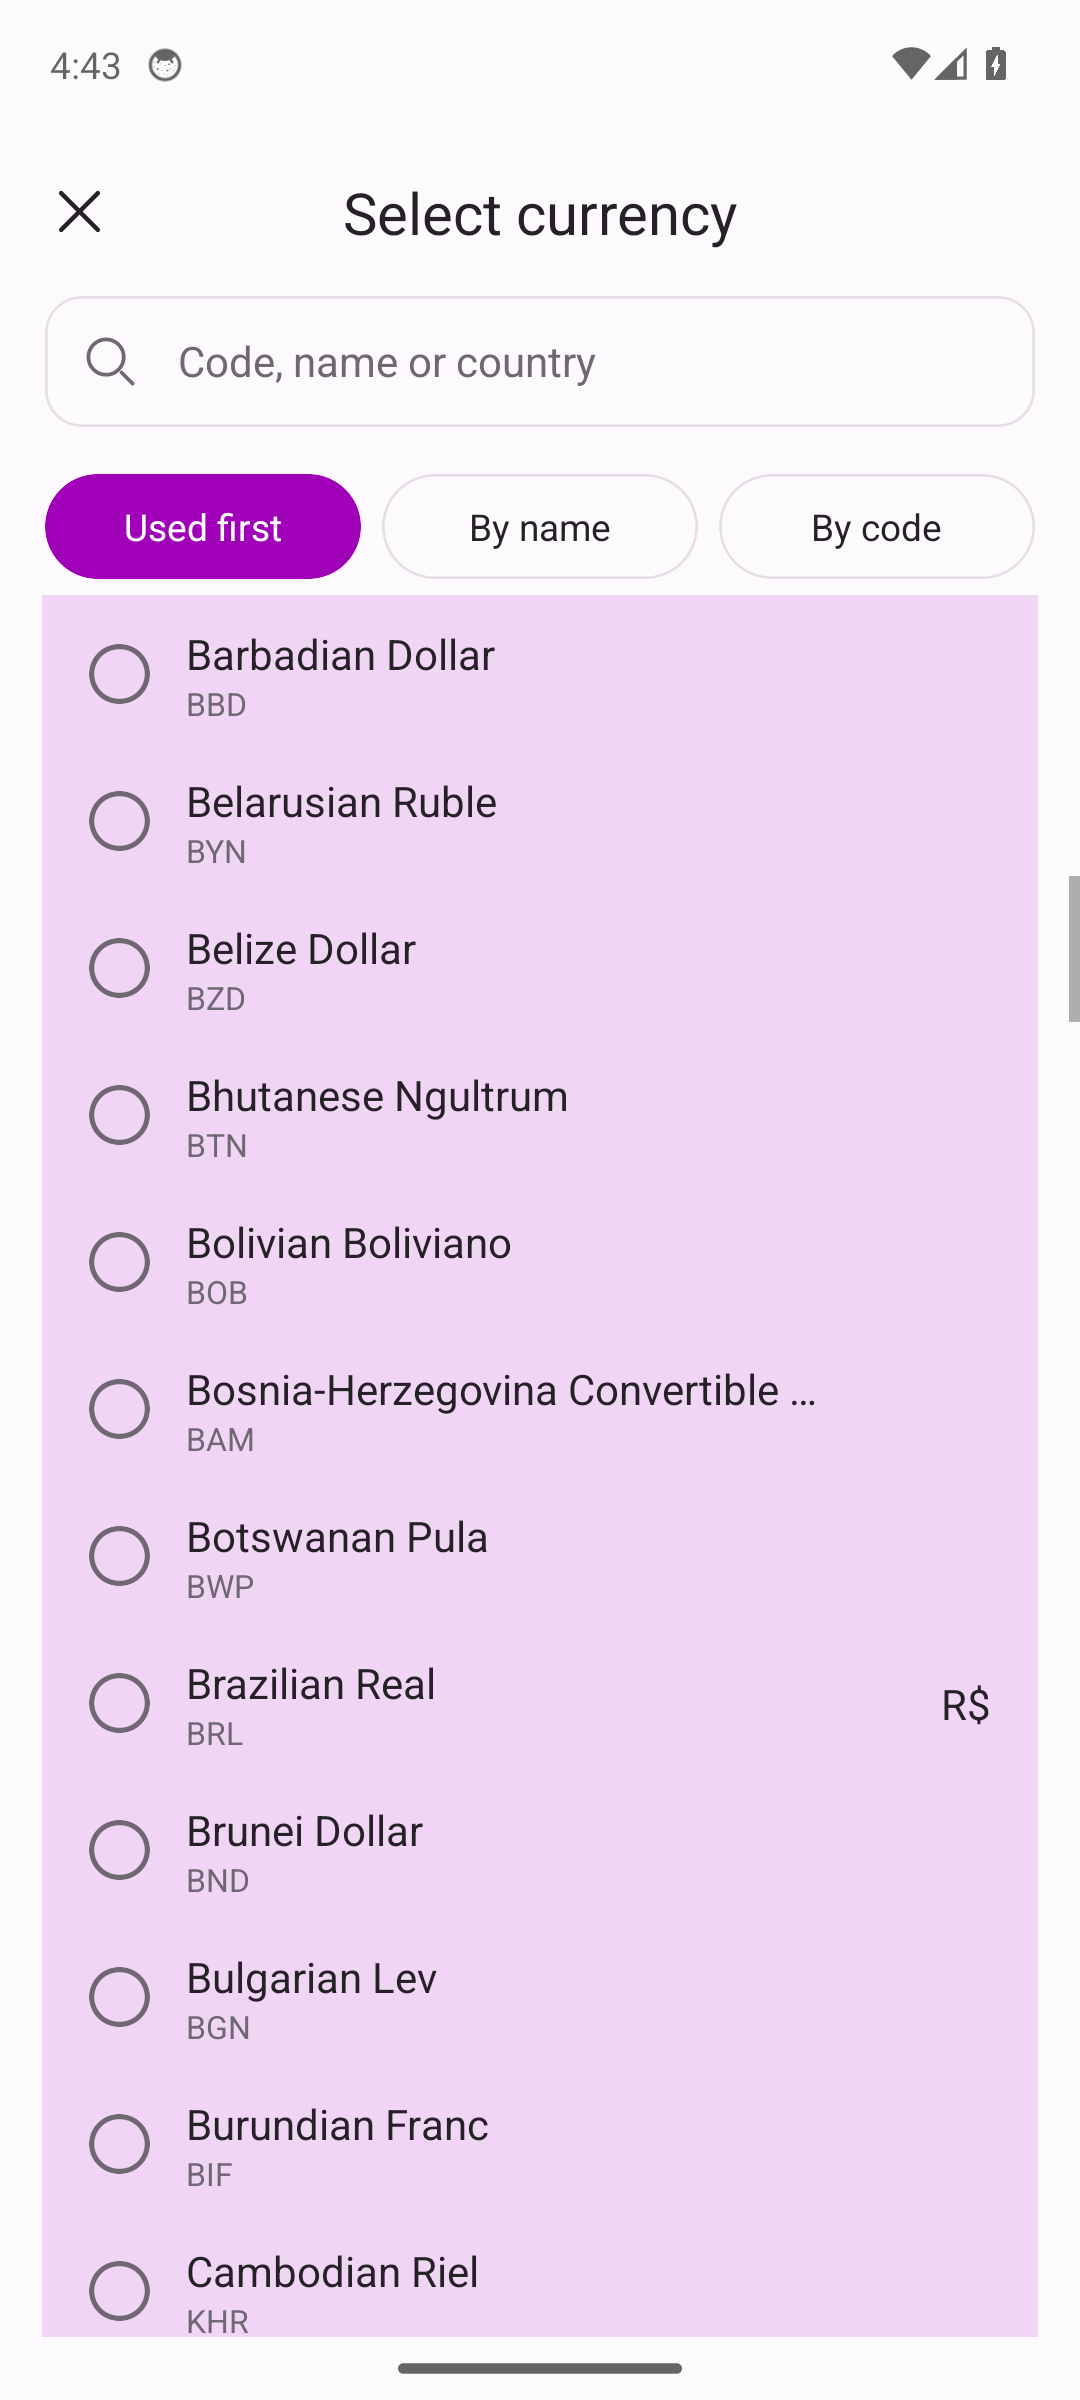 4:43
Select currency
Code, name or country
Used first
By name
By code
Barbadian Dollar
BBD
Belarusian Ruble
BYN
Belize Dollar
BZD
Bhutanese Ngultrum
BTN
Bolivian Boliviano
BOB
Bosnia-Herzegovina Convertible ...
BAM
Botswanan Pula
BWP
Brazilian Real
BRL
R$
Brunei Dollar
BND
Bulgarian Lev
BGN
Burundian Franc
BIF
Cambodian Riel
KHR